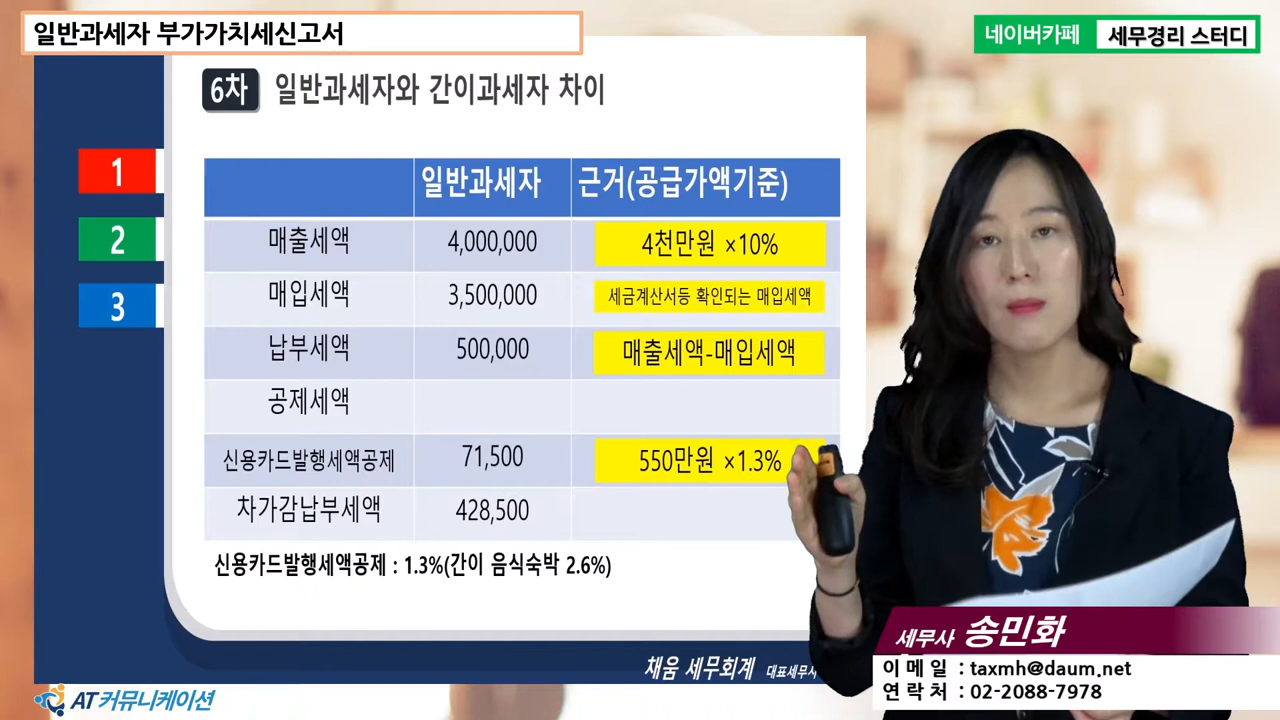 일반과세자 부가가치세신고서
네이버카페 세무경리 스터디
6차 일반과세자와 간이과세자 차이
1
2
3
일반과세자 근거(공급가액기준)
매출세액 4,000,000 4천만원 ×10%
매입세액 3,500,000 세금계산서등 확인되는 매입세액
납부세액 500,000 매출세액-매입세액
공제세액
신용카드발행세액공제 71,500 550만원 ×1.3%
차가감납부세액 428,500
신용카드발행세액공제 : 1.3%(간이 음식숙박 2.6%)
채움 세무회계 대표세무사
세무사 송민화
이 메 일 : taxmh@daum.net
연 락 처 : 02-2088-7978
AT커뮤니케이션